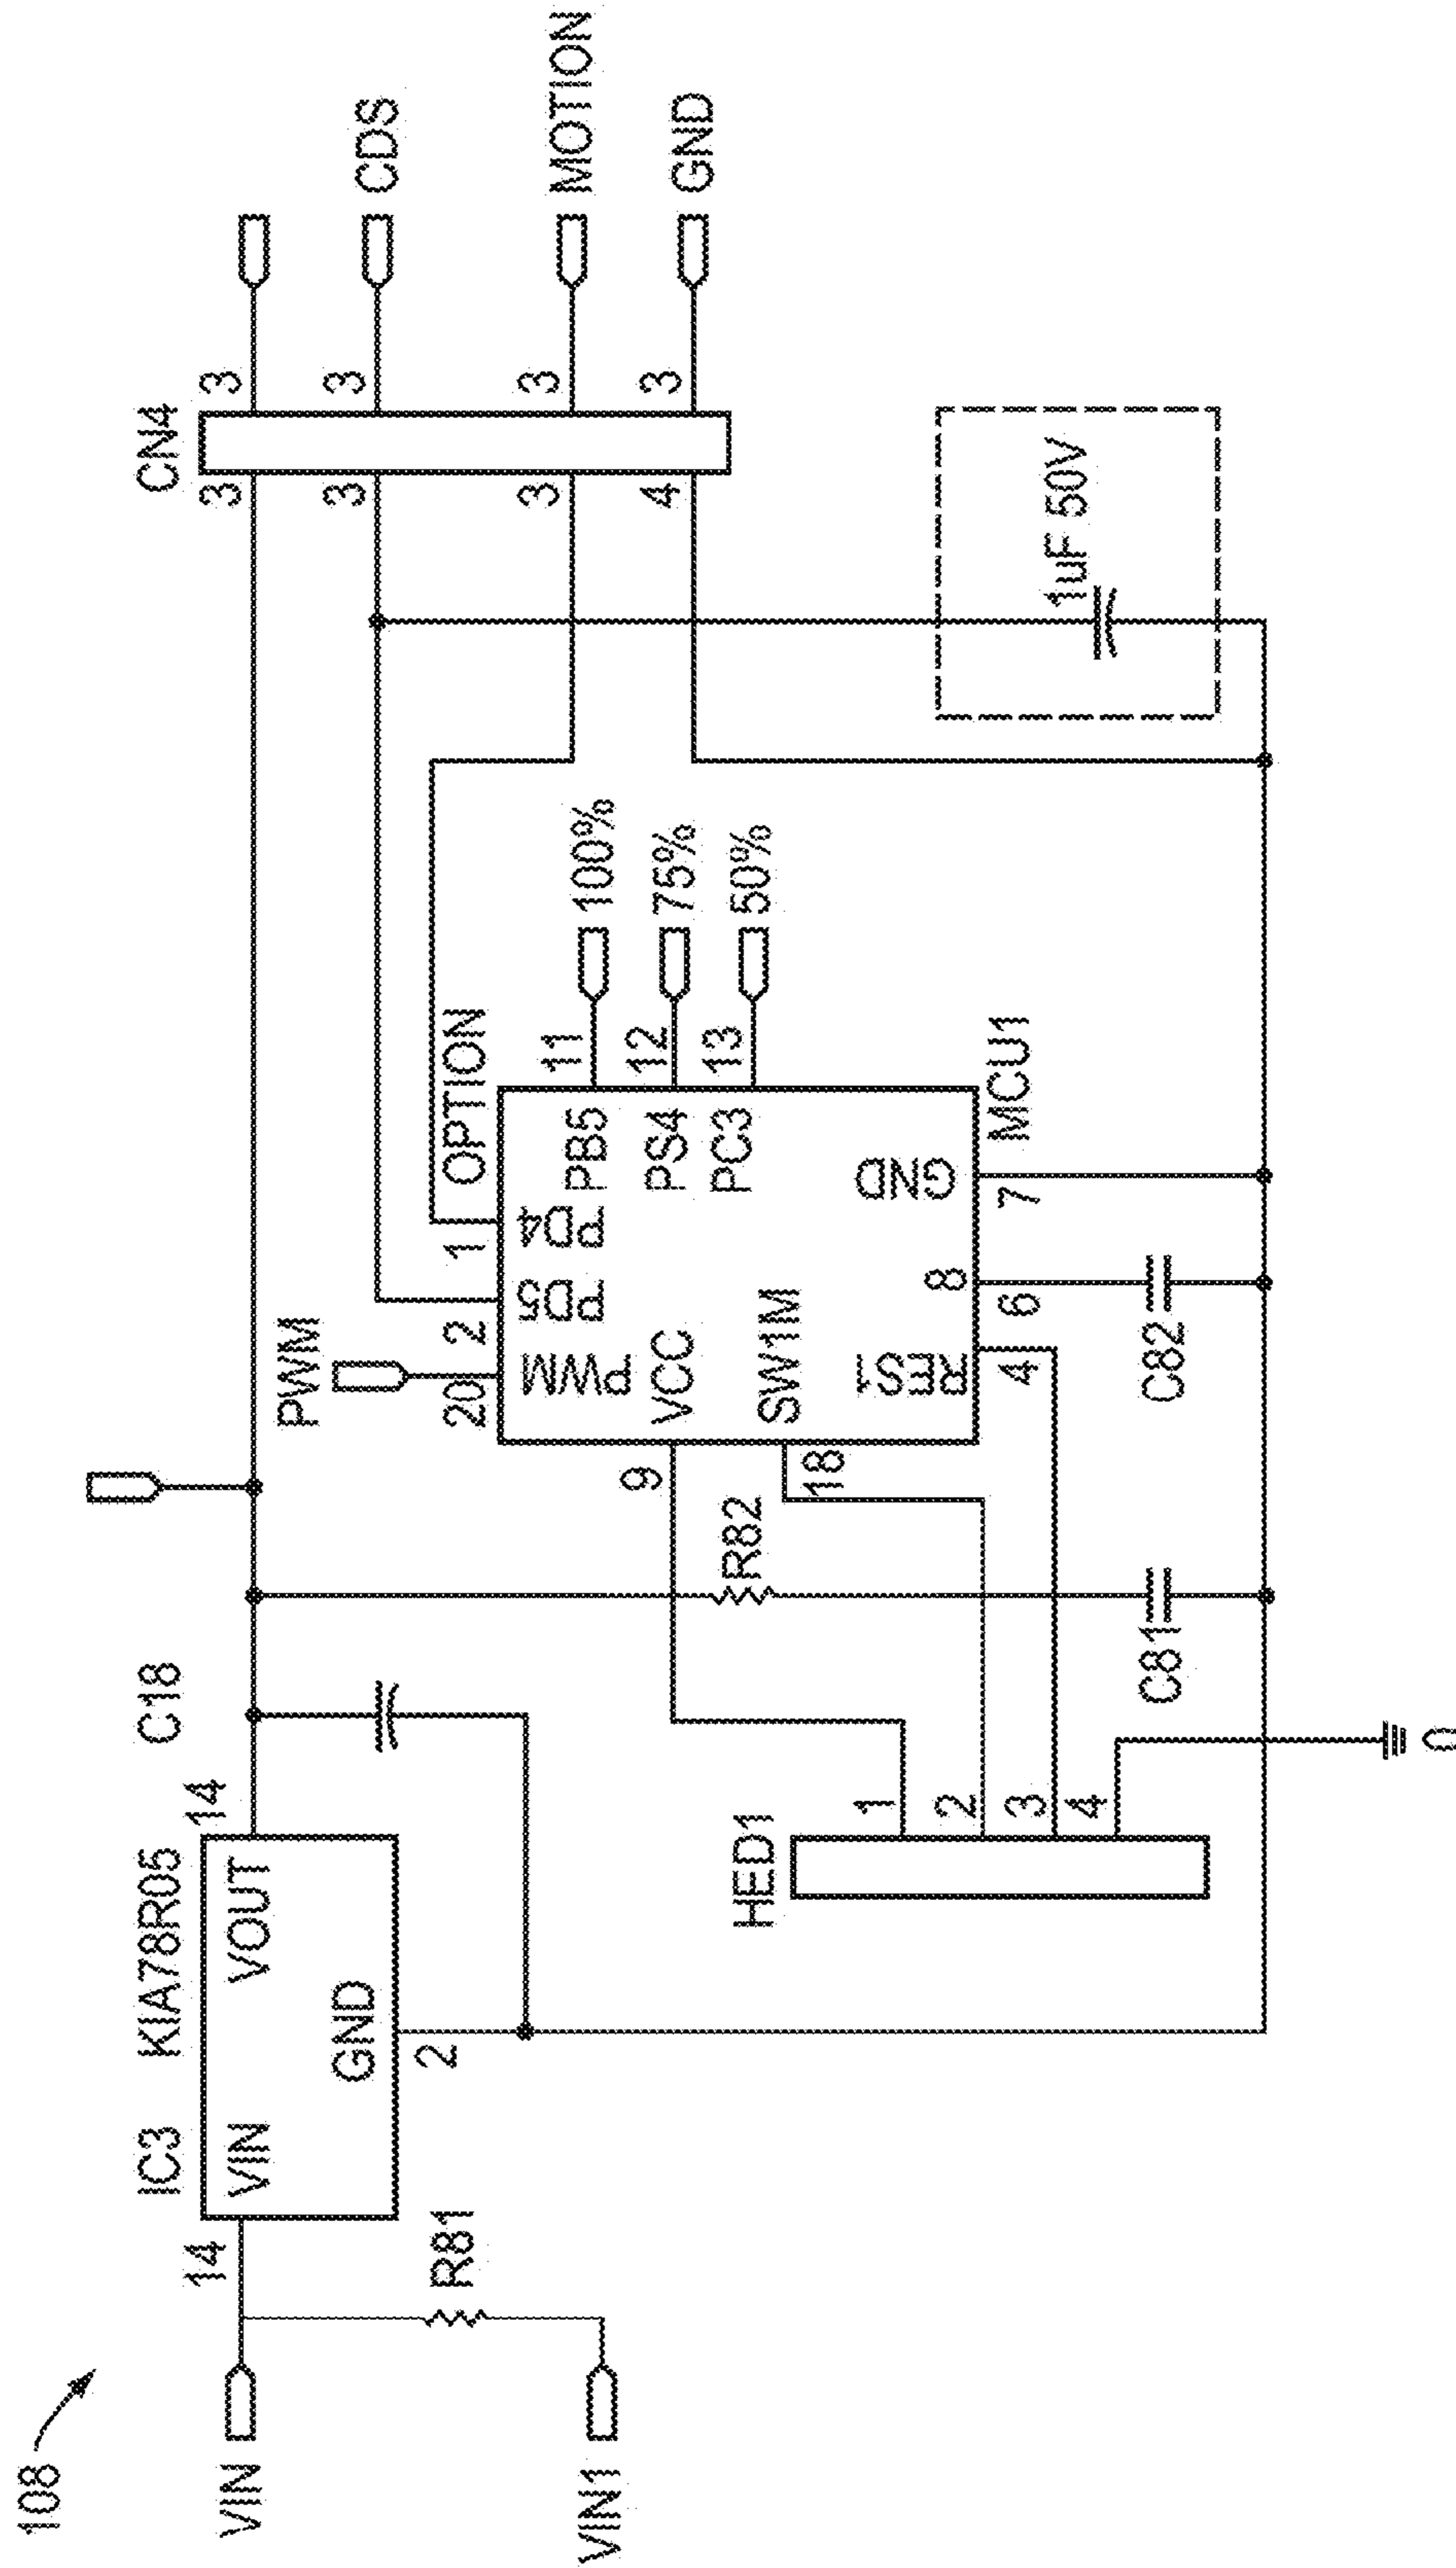 108
VIN
VIN1
14
R81
IC3 KIA78R05
VIN
VOUT
GND
2
14
C18
HED1
1
2
3
4
0
C81
R82
9
18
PWM
20
2
1
OPTION
PWM
PD5
PD4
VCC
SW1M
RES1
8
GND
PB5
PS4
PC3
4
6
7
C82
MCU1
11
12
13
100%
75%
50%
1uF 50V
CN4
3
3
3
4
3
3
3
3
CDS
MOTION
GND